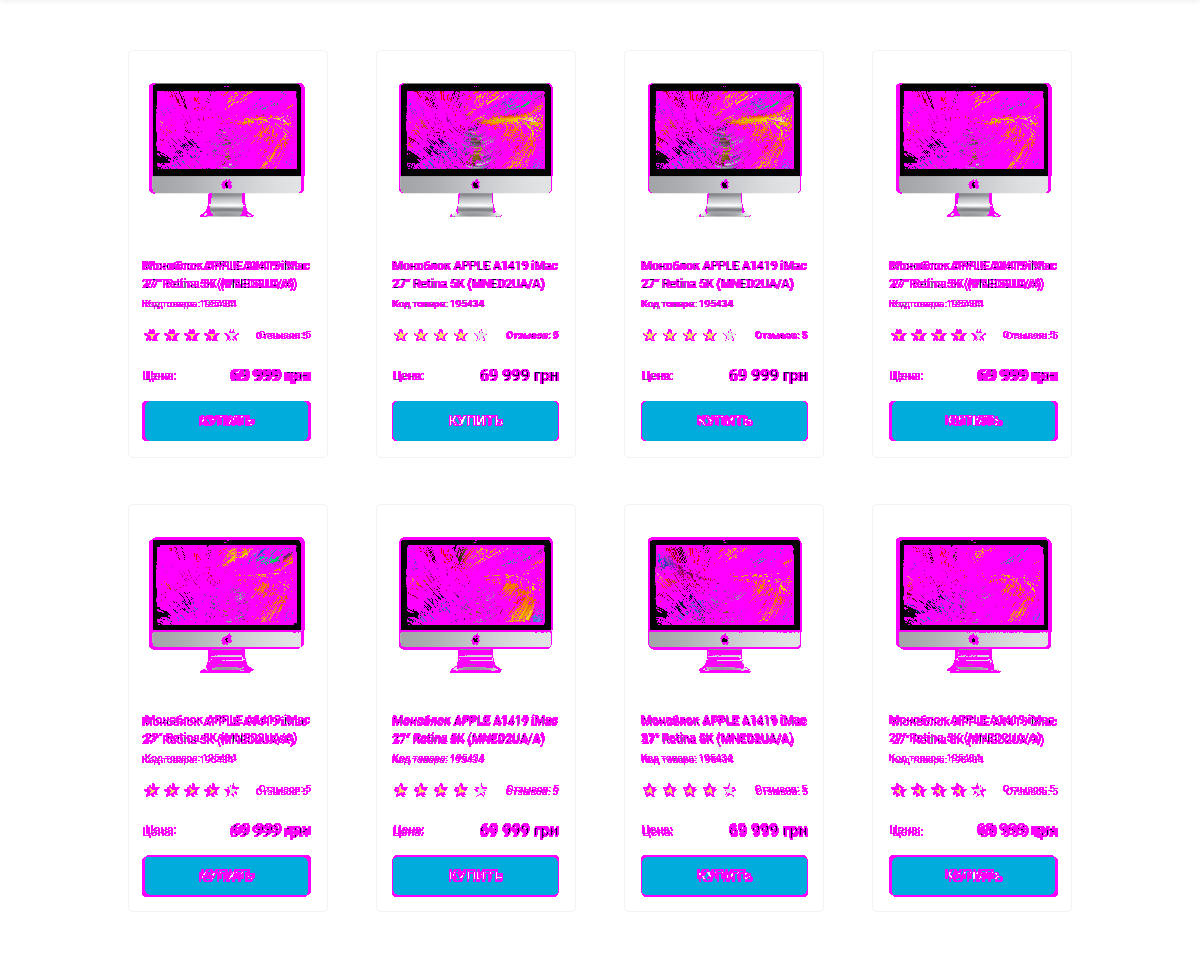 Моноблок APPLE A1419 iMac
27" Retina 5K (MNED2UA/A)
Код товара: 195434
Отзывов: 5
Цена: 69 999 грн
КУПИТЬ
Моноблок APPLE A1419 iMac
27" Retina 5K (MNED2UA/A)
Код товара: 195434
Отзывов: 5
Цена: 69 999 грн
КУПИТЬ
Моноблок APPLE A1419 iMac
27" Retina 5K (MNED2UA/A)
Код товара: 195434
Отзывов: 5
Цена: 69 999 грн
КУПИТЬ
Моноблок APPLE A1419 iMac
27" Retina 5K (MNED2UA/A)
Код товара: 195434
Отзывов: 5
Цена: 69 999 грн
КУПИТЬ
Моноблок APPLE A1419 iMac
27" Retina 5K (MNED2UA/A)
Код товара: 195434
Отзывов: 5
Цена: 69 999 грн
КУПИТЬ
Моноблок APPLE A1419 iMac
27" Retina 5K (MNED2UA/A)
Код товара: 195434
Отзывов: 5
Цена: 69 999 грн
КУПИТЬ
Моноблок APPLE A1419 iMac
27" Retina 5K (MNED2UA/A)
Код товара: 195434
Отзывов: 5
Цена: 69 999 грн
КУПИТЬ
Моноблок APPLE A1419 iMac
27" Retina 5K (MNED2UA/A)
Код товара: 195434
Отзывов: 5
Цена: 69 999 грн
КУПИТЬ